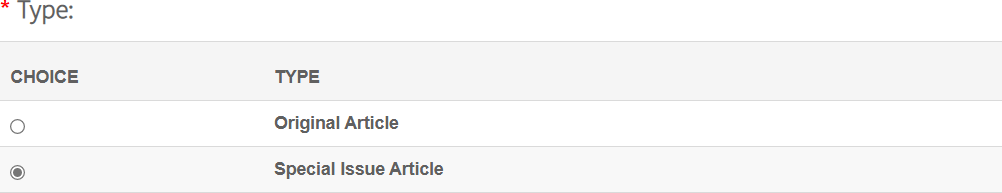 * Type:
CHOICE TYPE
Original Article
Special Issue Article